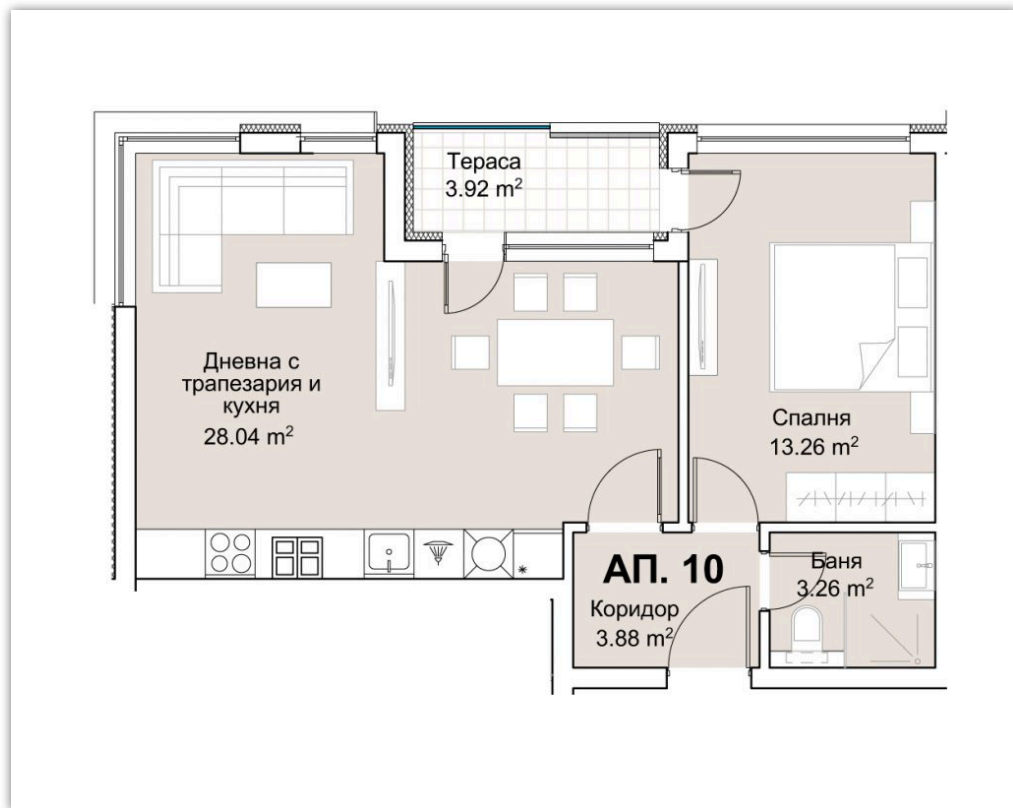 Тераса
3.92 m²
Дневна с
трапезария и
кухня
28.04 m²
Спалня
13.26 m²
АП. 10
Коридор
3.88 m²
Баня
3.26 m²
*